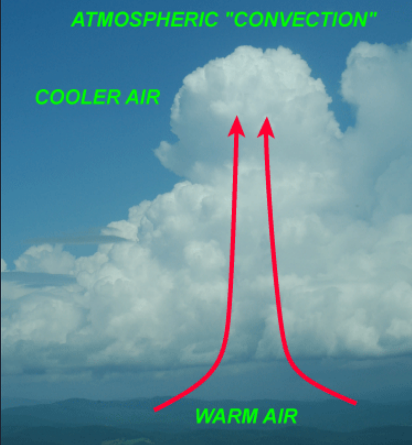 ATMOSPHERIC "CONVECTION"
COOLER AIR
WARM AIR